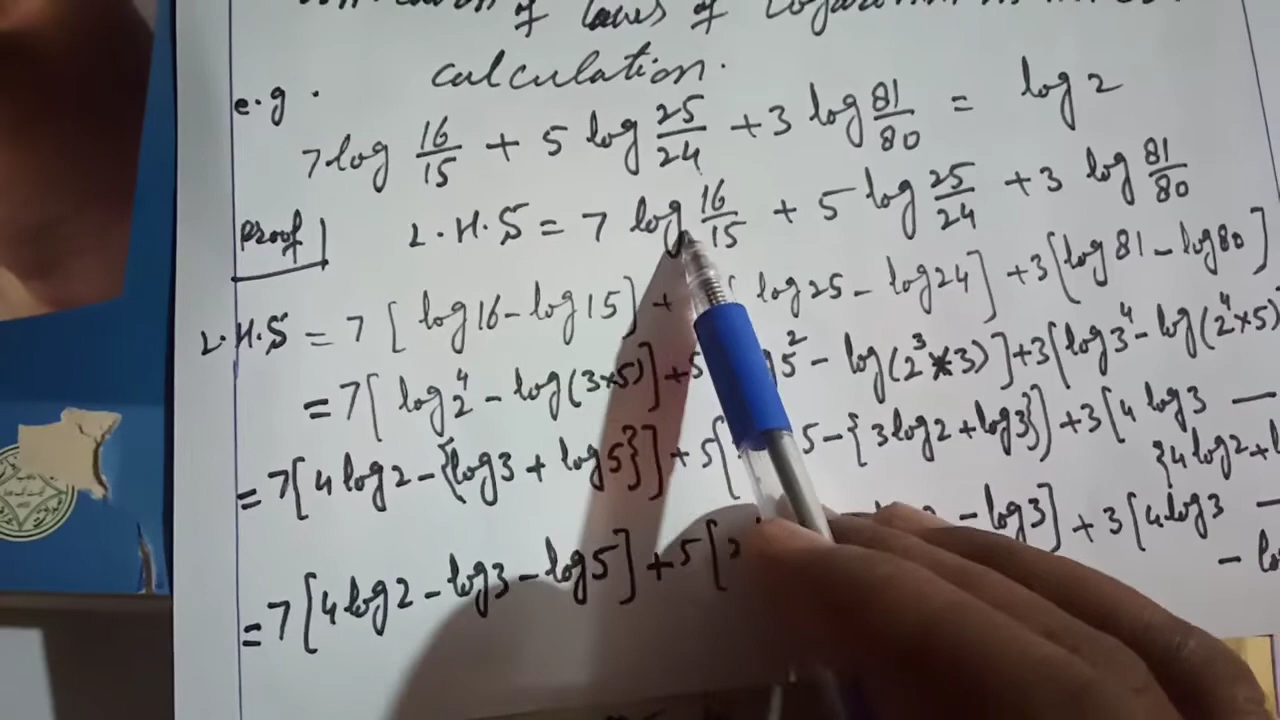 of laws of
calculation.
e.g.
7 log 16/15 + 5 log 25/24 + 3 log 81/80 = log 2
Proof L.H.S = 7 log 16/15 + 5 log 25/24 + 3 log 81/80
L.H.S = 7 [ log 16 - log 15 ] + log 25 - log 24 ] + 3 [ log 81 - log 80 ]
= 7 [ log 2⁴ - log (3×5) ] + 5 5² - log (2³ × 3) ] + 3 [ log 3⁴ - log (2⁴ × 5)
= 7 [ 4 log 2 - { log 3 + log 5 } ] + 5 [ 5 - { 3 log 2 + log 3 } ] + 3 [ 4 log 3 —
{ 4 log 2 +
= 7 [ 4 log 2 - log 3 - log 5 ] + 5 [ 2 - log 3 ] + 3 [ 4 log 3 —
- lo